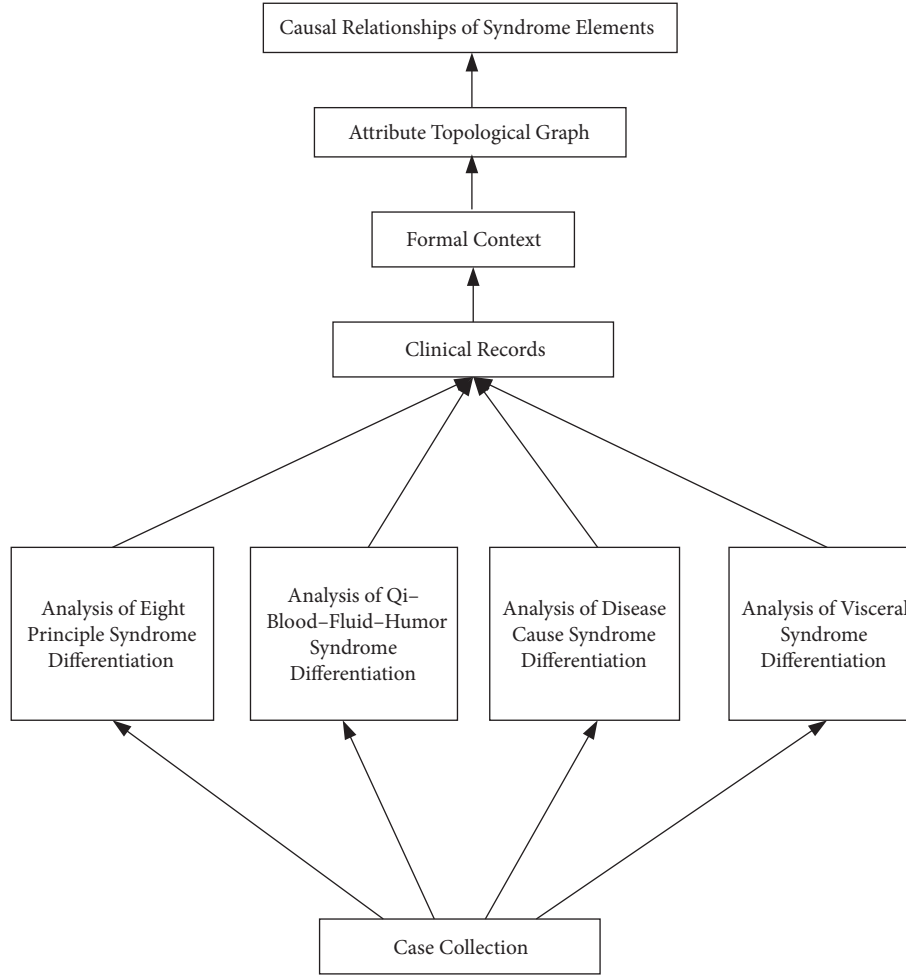 Causal Relationships of Syndrome Elements
Attribute Topological Graph
Formal Context
Clinical Records
Analysis of Eight
Principle Syndrome
Differentiation
Analysis of Qi–
Blood–Fluid–Humor
Syndrome
Differentiation
Analysis of Disease
Cause Syndrome
Differentiation
Analysis of Visceral
Syndrome
Differentiation
Case Collection